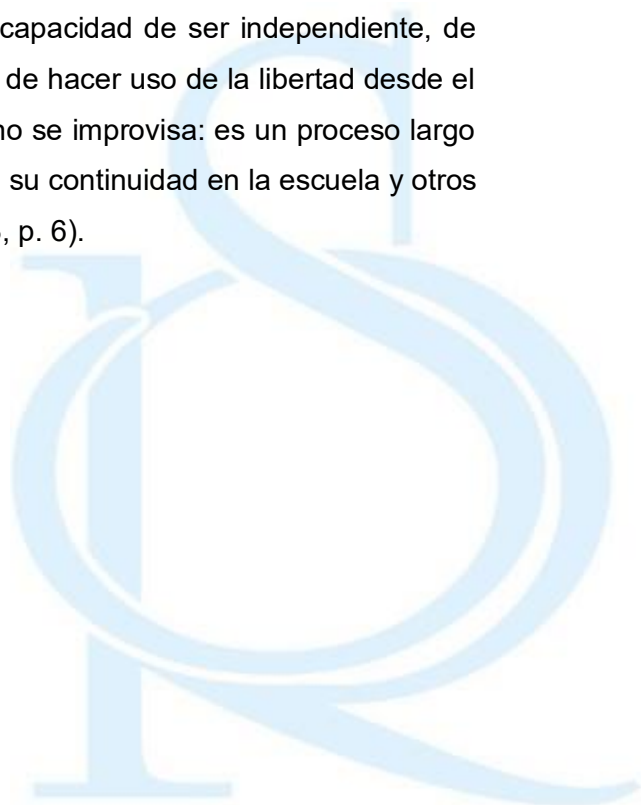 capacidad de ser independiente, de
de hacer uso de la libertad desde el
no se improvisa: es un proceso largo
su continuidad en la escuela y otros
, p. 6).